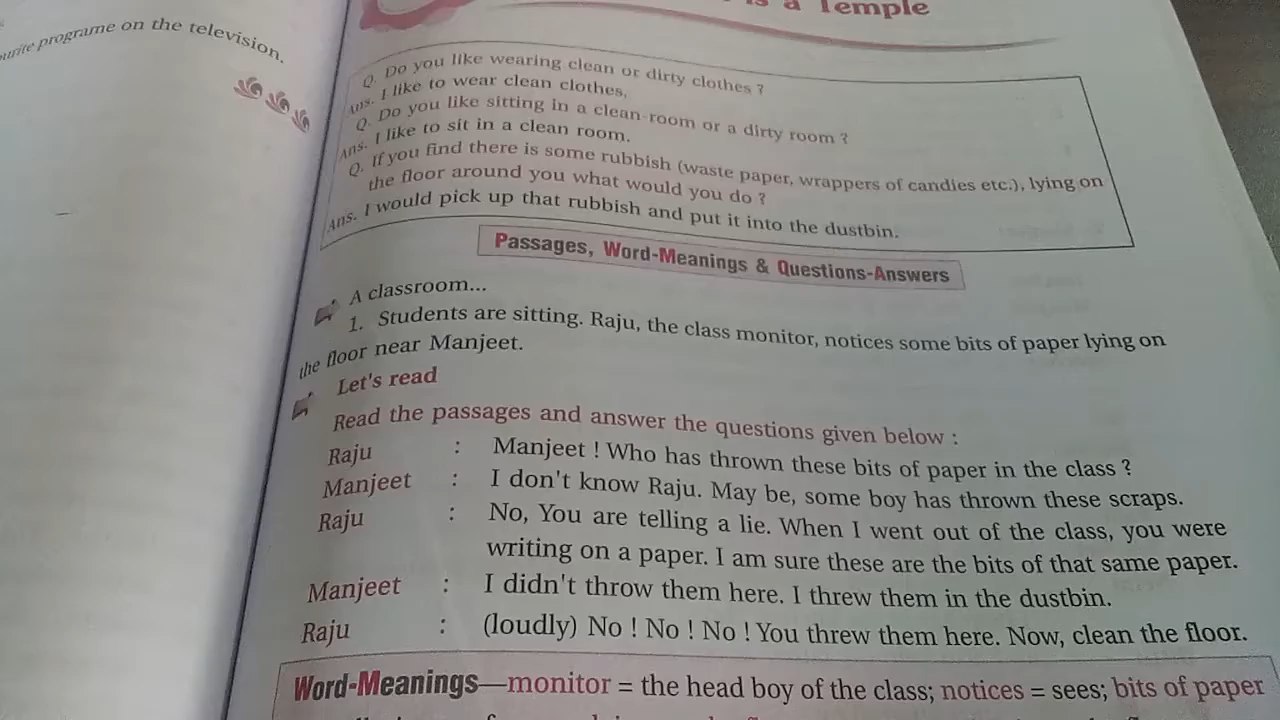 is a Temple
programe on the television.
Q. Do you like wearing clean or dirty clothes ?
Ans. I like to wear clean clothes,
Q. Do you like sitting in a clean-room or a dirty room ?
Ans. I like to sit in a clean room.
Q. If you find there is some rubbish (waste paper, wrappers of candies etc.), lying on
the floor around you what would you do ?
Ans. I would pick up that rubbish and put it into the dustbin.
Passages, Word-Meanings & Questions-Answers
A classroom...
1. Students are sitting. Raju, the class monitor, notices some bits of paper lying on
the floor near Manjeet.
Let's read
Read the passages and answer the questions given below :
Raju : Manjeet ! Who has thrown these bits of paper in the class ?
Manjeet : I don't know Raju. May be, some boy has thrown these scraps.
Raju : No, You are telling a lie. When I went out of the class, you were
writing on a paper. I am sure these are the bits of that same paper.
Manjeet : I didn't throw them here. I threw them in the dustbin.
Raju : (loudly) No ! No ! No ! You threw them here. Now, clean the floor.
Word-Meanings—monitor = the head boy of the class; notices = sees; bits of paper